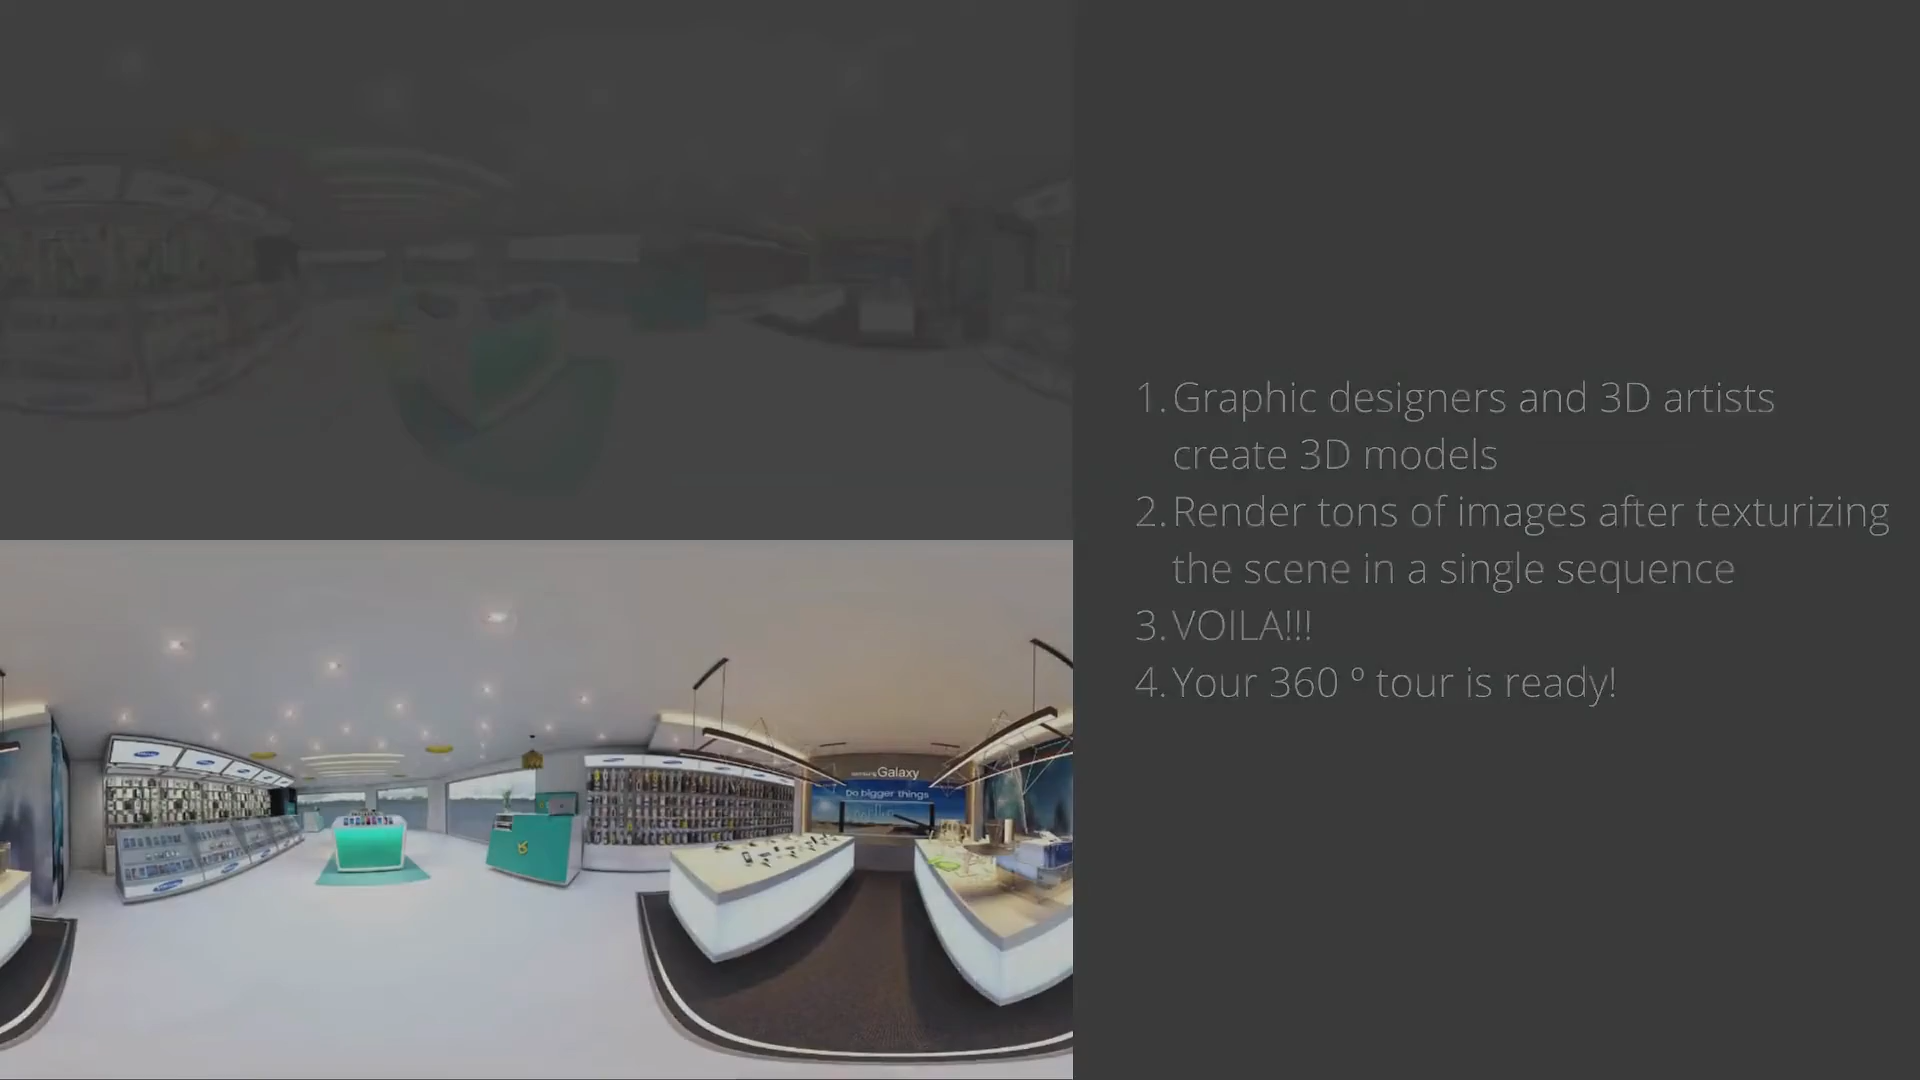 1. Graphic designers and 3D artists
create 3D models
2. Render tons of images after texturizing
the scene in a single sequence
3. VOILA!!!
4. Your 360 º tour is ready!
SAMSUNG Galaxy
Do bigger things